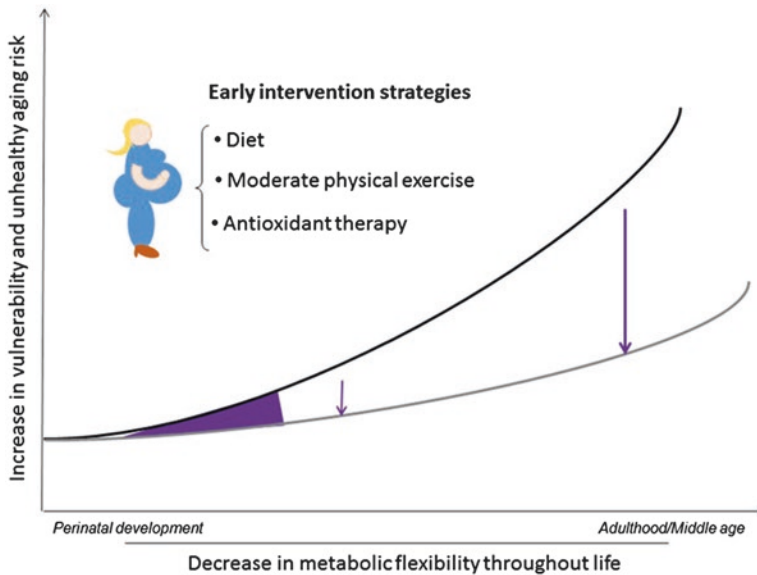 Increase in vulnerability and unhealthy aging risk
Early intervention strategies
• Diet
• Moderate physical exercise
• Antioxidant therapy
Perinatal development
Adulthood/Middle age
Decrease in metabolic flexibility throughout life